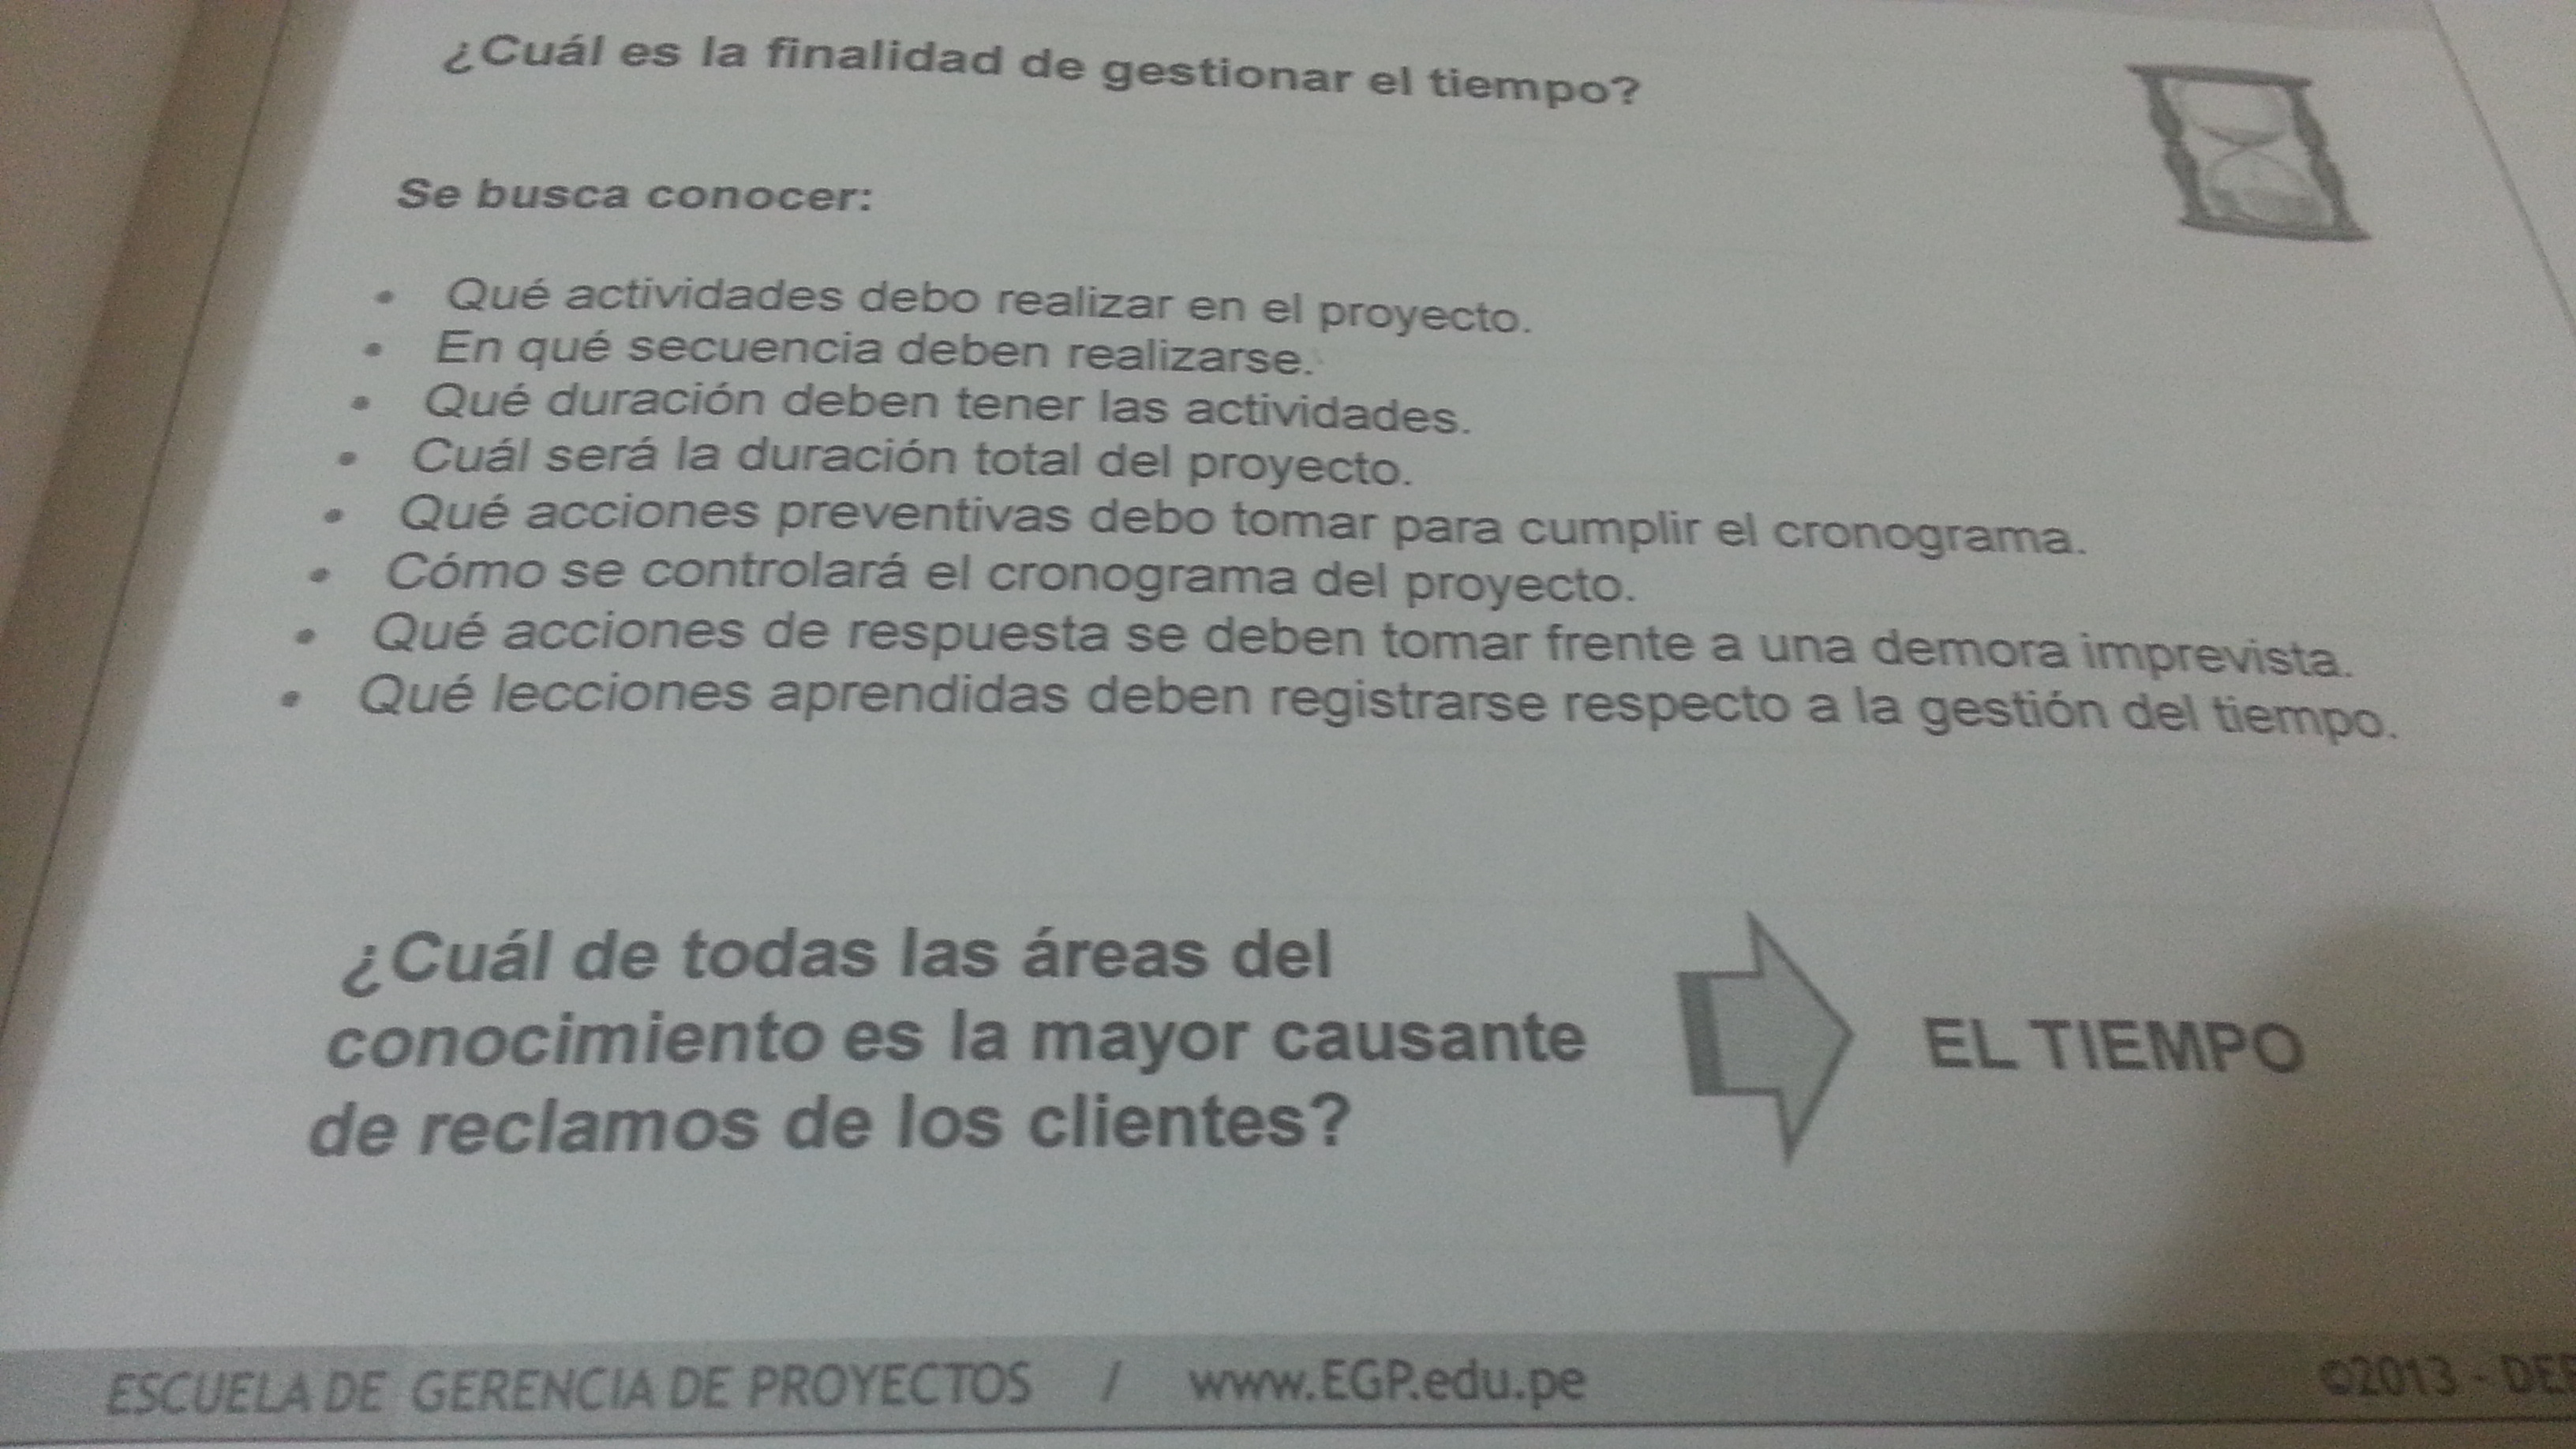 ¿Cuál es la finalidad de gestionar el tiempo?
Se busca conocer:
• Qué actividades debo realizar en el proyecto.
• En qué secuencia deben realizarse.
• Qué duración deben tener las actividades.
• Cuál será la duración total del proyecto.
• Qué acciones preventivas debo tomar para cumplir el cronograma.
• Cómo se controlará el cronograma del proyecto.
• Qué acciones de respuesta se deben tomar frente a una demora imprevista.
• Qué lecciones aprendidas deben registrarse respecto a la gestión del tiempo.
¿Cuál de todas las áreas del
conocimiento es la mayor causante
de reclamos de los clientes?
EL TIEMPO
ESCUELA DE GERENCIA DE PROYECTOS / www.EGP.edu.pe ©2013 -